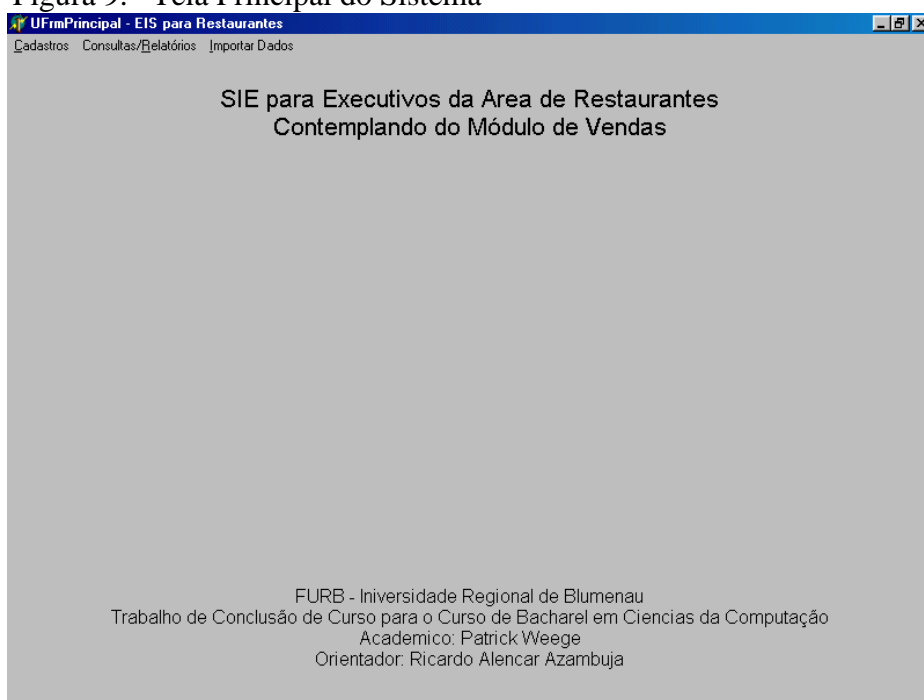 Figura 9: Tela Principal do Sistema
UFrmPrincipal - EIS para Restaurantes
Cadastros Consultas/Relatórios Importar Dados
SIE para Executivos da Area de Restaurantes
Contemplando do Módulo de Vendas
FURB - Iniversidade Regional de Blumenau
Trabalho de Conclusão de Curso para o Curso de Bacharel em Ciencias da Computação
Academico: Patrick Weege
Orientador: Ricardo Alencar Azambuja